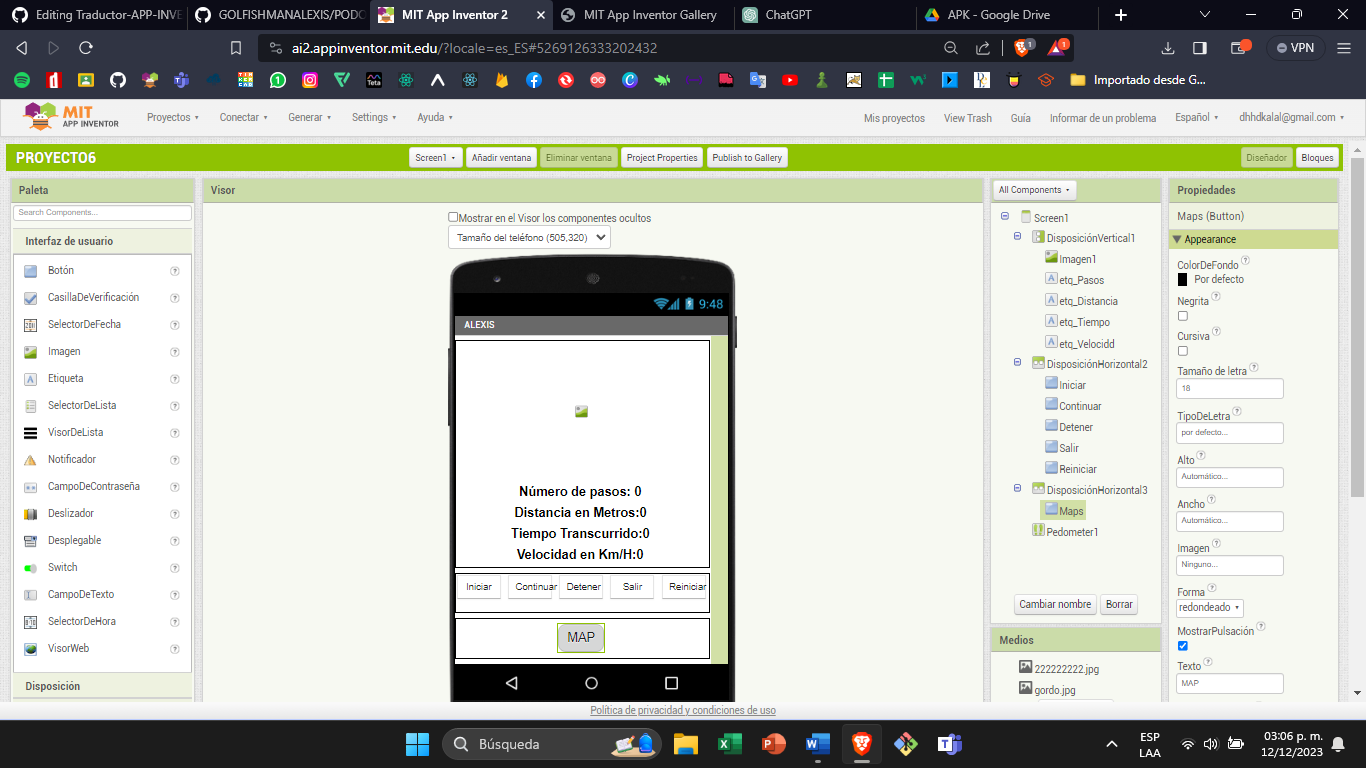 Editing Traductor-APP-INVE
GOLFISHMANALEXIS/PODC
MIT App Inventor 2
MIT App Inventor Gallery
ChatGPT
APK - Google Drive
ai2.appinventor.mit.edu/?locale=es_ES#5269126333202432
1
1
VPN
Importado desde G...
MIT
APP INVENTOR
Proyectos
Conectar
Generar
Settings
Ayuda
Mis proyectos
View Trash
Guía
Informar de un problema
Español
dhhdkalal@gmail.com
PROYECTO6
Screen1
Añadir ventana
Eliminar ventana
Project Properties
Publish to Gallery
Diseñador
Bloques
Paleta
Search Components...
Interfaz de usuario
Botón
CasillaDeVerificación
SelectorDeFecha
Imagen
Etiqueta
SelectorDeLista
VisorDeLista
Notificador
CampoDeContraseña
Deslizador
Desplegable
Switch
CampoDeTexto
SelectorDeHora
VisorWeb
Disposición
Visor
Mostrar en el Visor los componentes ocultos
Tamaño del teléfono (505,320)
9:48
ALEXIS
Número de pasos: 0
Distancia en Metros:0
Tiempo Transcurrido:0
Velocidad en Km/H:0
Iniciar
Continuar
Detener
Salir
Reiniciar
MAP
All Components
Screen1
DisposiciónVertical1
Imagen1
etq_Pasos
etq_Distancia
etq_Tiempo
etq_Velocidd
DisposiciónHorizontal2
Iniciar
Continuar
Detener
Salir
Reiniciar
DisposiciónHorizontal3
Maps
Pedometer1
Cambiar nombre
Borrar
Medios
222222222.jpg
gordo.jpg
Propiedades
Maps (Button)
Appearance
ColorDeFondo
Por defecto
Negrita
Cursiva
Tamaño de letra
18
TipoDeLetra
por defecto...
Alto
Automático...
Ancho
Automático...
Imagen
Ninguno...
Forma
redondeado
MostrarPulsación
Texto
MAP
Política de privacidad y condiciones de uso
Búsqueda
ESP
LAA
03:06 p. m.
12/12/2023